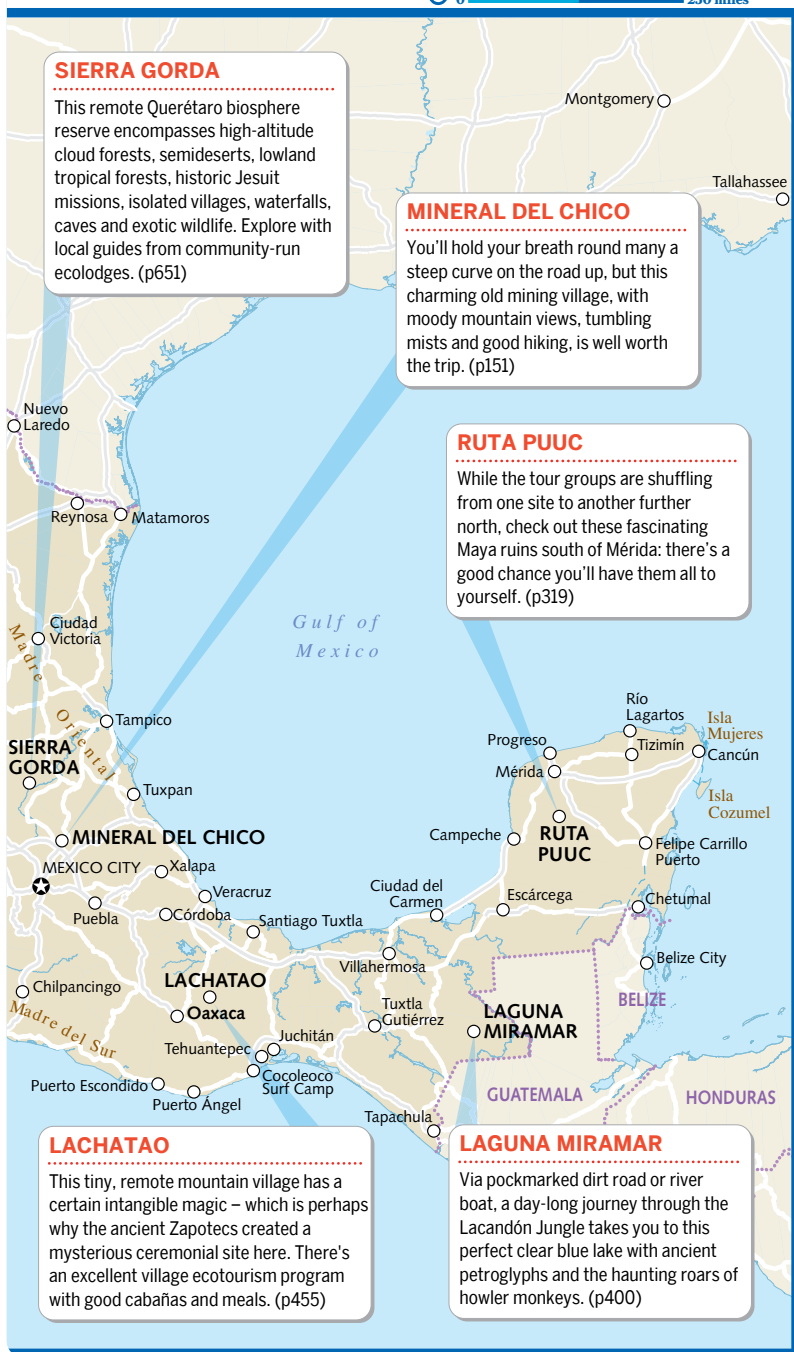 0 250 miles
SIERRA GORDA
This remote Querétaro biosphere
reserve encompasses high-altitude
cloud forests, semideserts, lowland
tropical forests, historic Jesuit
missions, isolated villages, waterfalls,
caves and exotic wildlife. Explore with
local guides from community-run
ecolodges. (p651)
Montgomery
Tallahassee
MINERAL DEL CHICO
You'll hold your breath round many a
steep curve on the road up, but this
charming old mining village, with
moody mountain views, tumbling
mists and good hiking, is well worth
the trip. (p151)
Nuevo
Laredo
Reynosa
Matamoros
RUTA PUUC
While the tour groups are shuffling
from one site to another further
north, check out these fascinating
Maya ruins south of Mérida: there's a
good chance you'll have them all to
yourself. (p319)
Gulf of
Mexico
Ciudad
Victoria
Madre
Oriental
Tampico
SIERRA
GORDA
Tuxpan
MINERAL DEL CHICO
MEXICO CITY
Xalapa
Veracruz
Puebla
Córdoba
Santiago Tuxtla
Río
Lagartos
Isla
Mujeres
Progreso
Tizimín
Cancún
Mérida
Isla
Cozumel
Campeche
RUTA
PUUC
Felipe Carrillo
Puerto
Ciudad del
Carmen
Escárcega
Chetumal
Villahermosa
Belize City
BELIZE
Chilpancingo
LACHATAO
Oaxaca
Madre del Sur
Tuxtla
Gutiérrez
LAGUNA
MIRAMAR
Juchitán
Tehuantepec
Cocoleoco
Surf Camp
Puerto Escondido
Puerto Ángel
GUATEMALA
HONDURAS
Tapachula
LACHATAO
This tiny, remote mountain village has a
certain intangible magic – which is perhaps
why the ancient Zapotecs created a
mysterious ceremonial site here. There's
an excellent village ecotourism program
with good cabañas and meals. (p455)
LAGUNA MIRAMAR
Via pockmarked dirt road or river
boat, a day-long journey through the
Lacandón Jungle takes you to this
perfect clear blue lake with ancient
petroglyphs and the haunting roars of
howler monkeys. (p400)